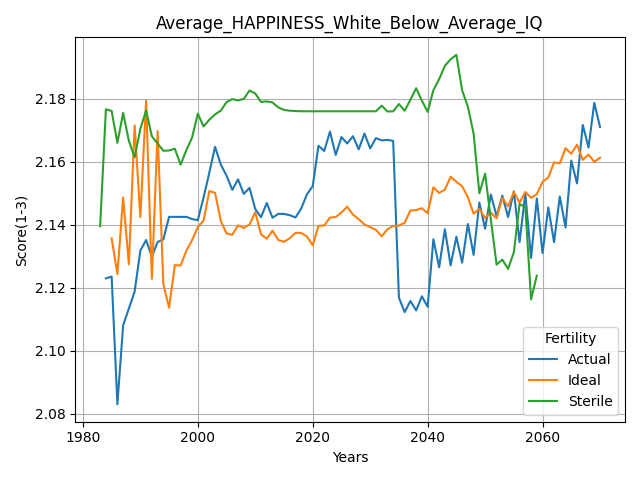 Average_HAPPINESS_White_Below_Average_IQ
Score(1-3)
2.18
2.16
2.14
2.12
2.10
2.08
1980
2000
2020
2040
2060
Years
Fertility
Actual
Ideal
Sterile